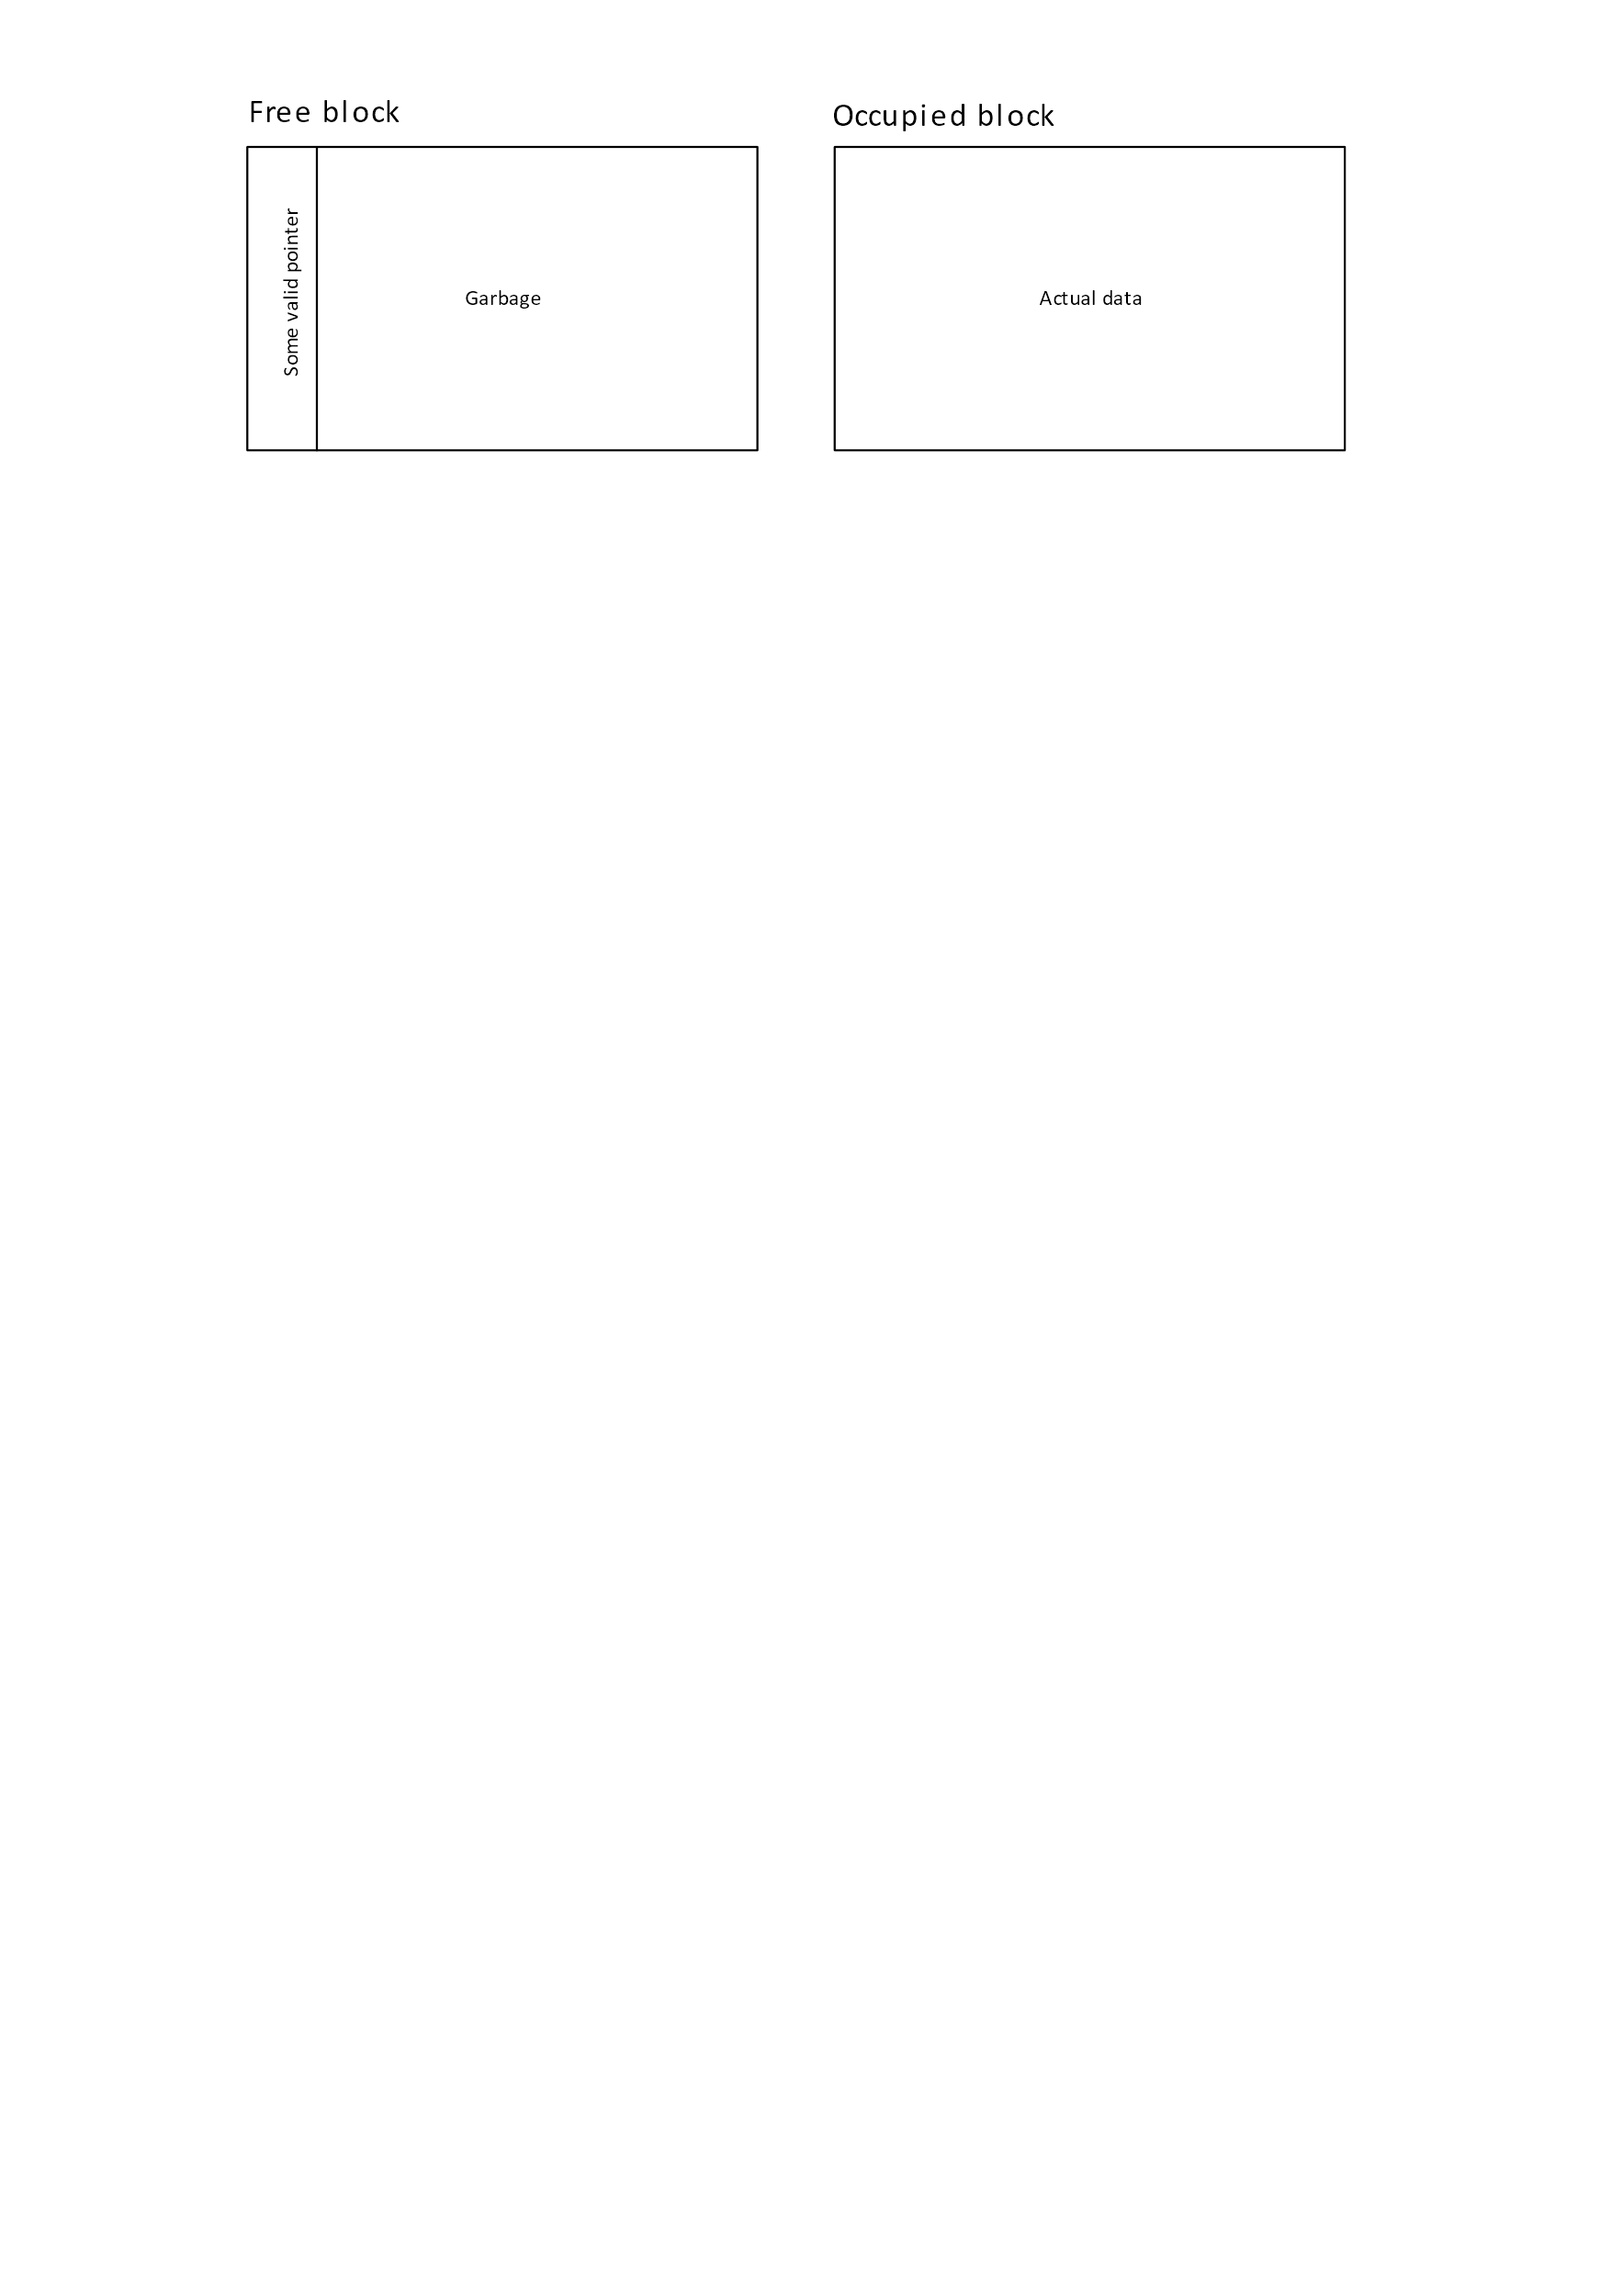 Free block
Occupied block
Some valid pointer
Garbage
Actual data